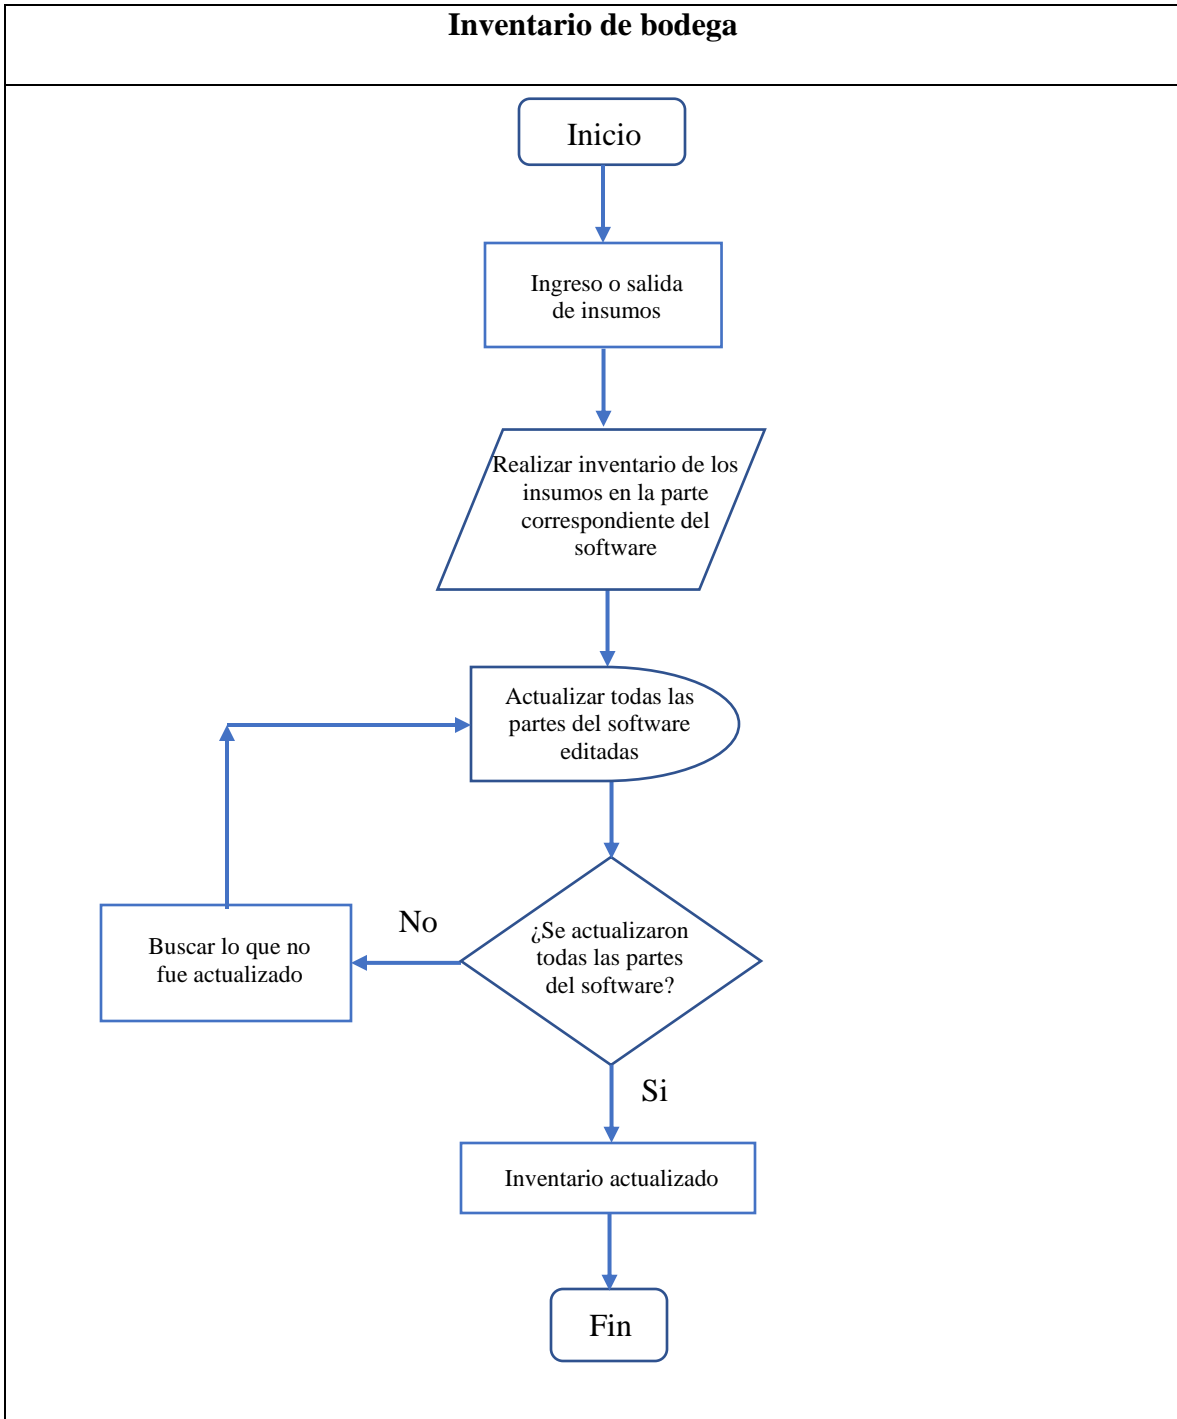 Inventario de bodega
Inicio
Ingreso o salida
de insumos
Realizar inventario de los
insumos en la parte
correspondiente del
software
Actualizar todas las
partes del software
editadas
No
¿Se actualizaron
todas las partes
del software?
Buscar lo que no
fue actualizado
Si
Inventario actualizado
Fin